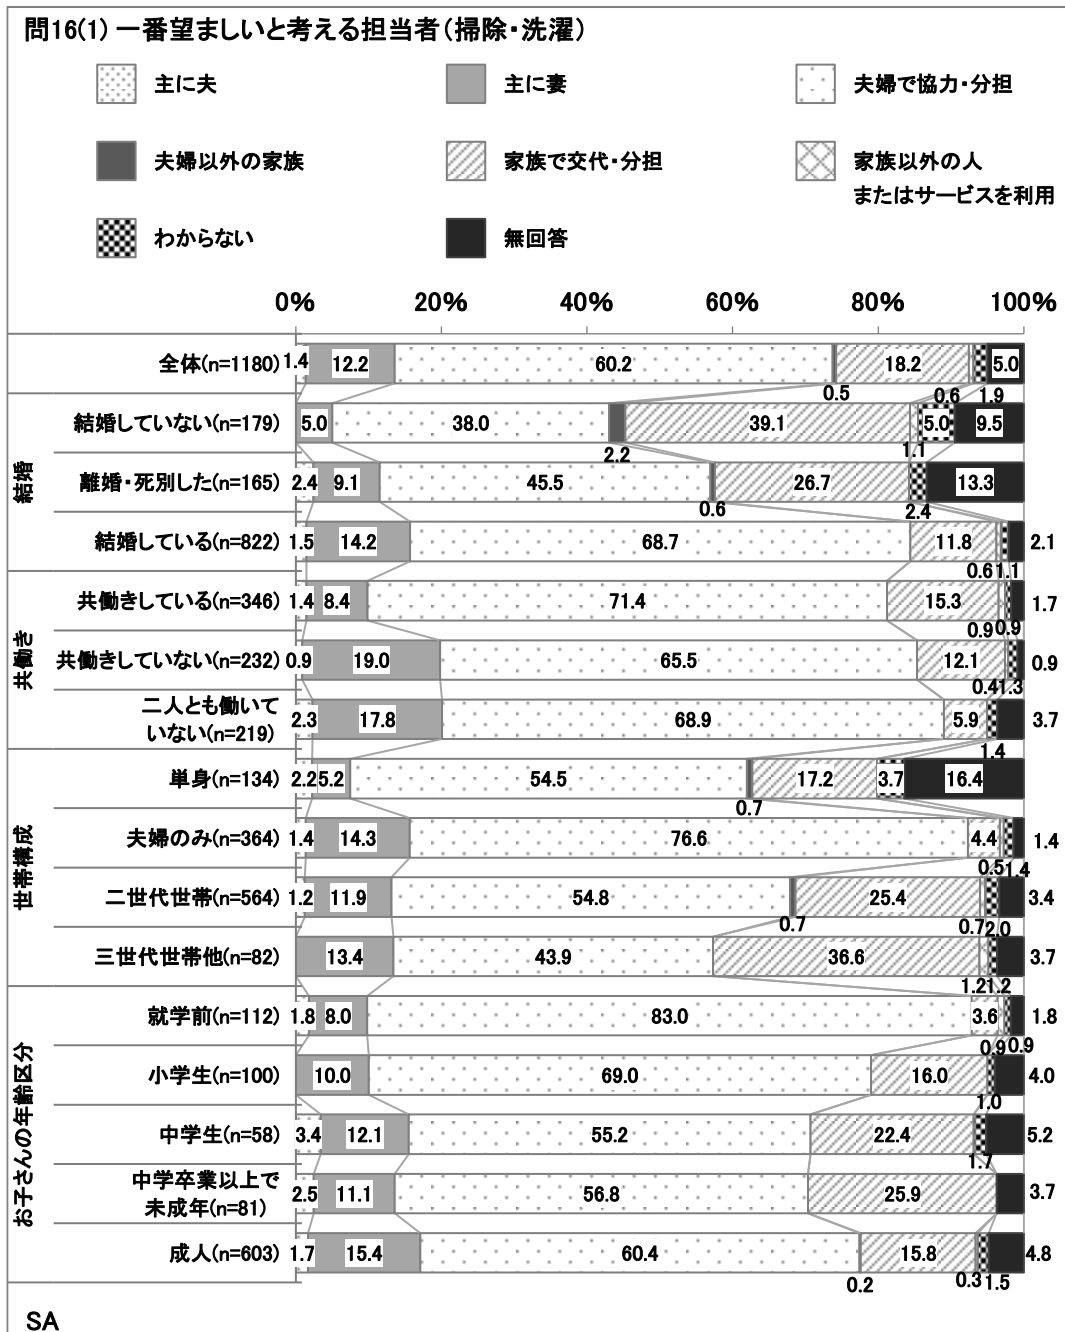 問16(1) 一番望ましいと考える担当者(掃除・洗濯)
主に夫
主に妻
夫婦で協力・分担
夫婦以外の家族
家族で交代・分担
家族以外の人
またはサービスを利用
わからない
無回答
0% 20% 40% 60% 80% 100%
全体(n=1180) 1.4 12.2 60.2 0.5 18.2 0.6 1.9 5.0
結婚
結婚していない(n=179) 5.0 38.0 2.2 39.1 1.1 5.0 9.5
離婚・死別した(n=165) 2.4 9.1 45.5 0.6 26.7 2.4 13.3
結婚している(n=822) 1.5 14.2 68.7 11.8 0.6 1.1 2.1
共働き
共働きしている(n=346) 1.4 8.4 71.4 15.3 0.9 0.9 1.7
共働きしていない(n=232) 0.9 19.0 65.5 12.1 0.4 1.3 0.9
二人とも働いて
いない(n=219) 2.3 17.8 68.9 5.9 1.4 3.7
世帯構成
単身(n=134) 2.2 5.2 54.5 0.7 17.2 3.7 16.4
夫婦のみ(n=364) 1.4 14.3 76.6 4.4 0.5 1.4 1.4
二世代世帯(n=564) 1.2 11.9 54.8 0.7 25.4 0.7 2.0 3.4
三世代世帯他(n=82) 13.4 43.9 36.6 1.2 1.2 3.7
お子さんの年齢区分
就学前(n=112) 1.8 8.0 83.0 3.6 0.9 0.9 1.8
小学生(n=100) 10.0 69.0 16.0 1.0 4.0
中学生(n=58) 3.4 12.1 55.2 22.4 1.7 5.2
中学卒業以上で
未成年(n=81) 2.5 11.1 56.8 25.9 3.7
成人(n=603) 1.7 15.4 60.4 0.2 15.8 0.3 1.5 4.8
SA